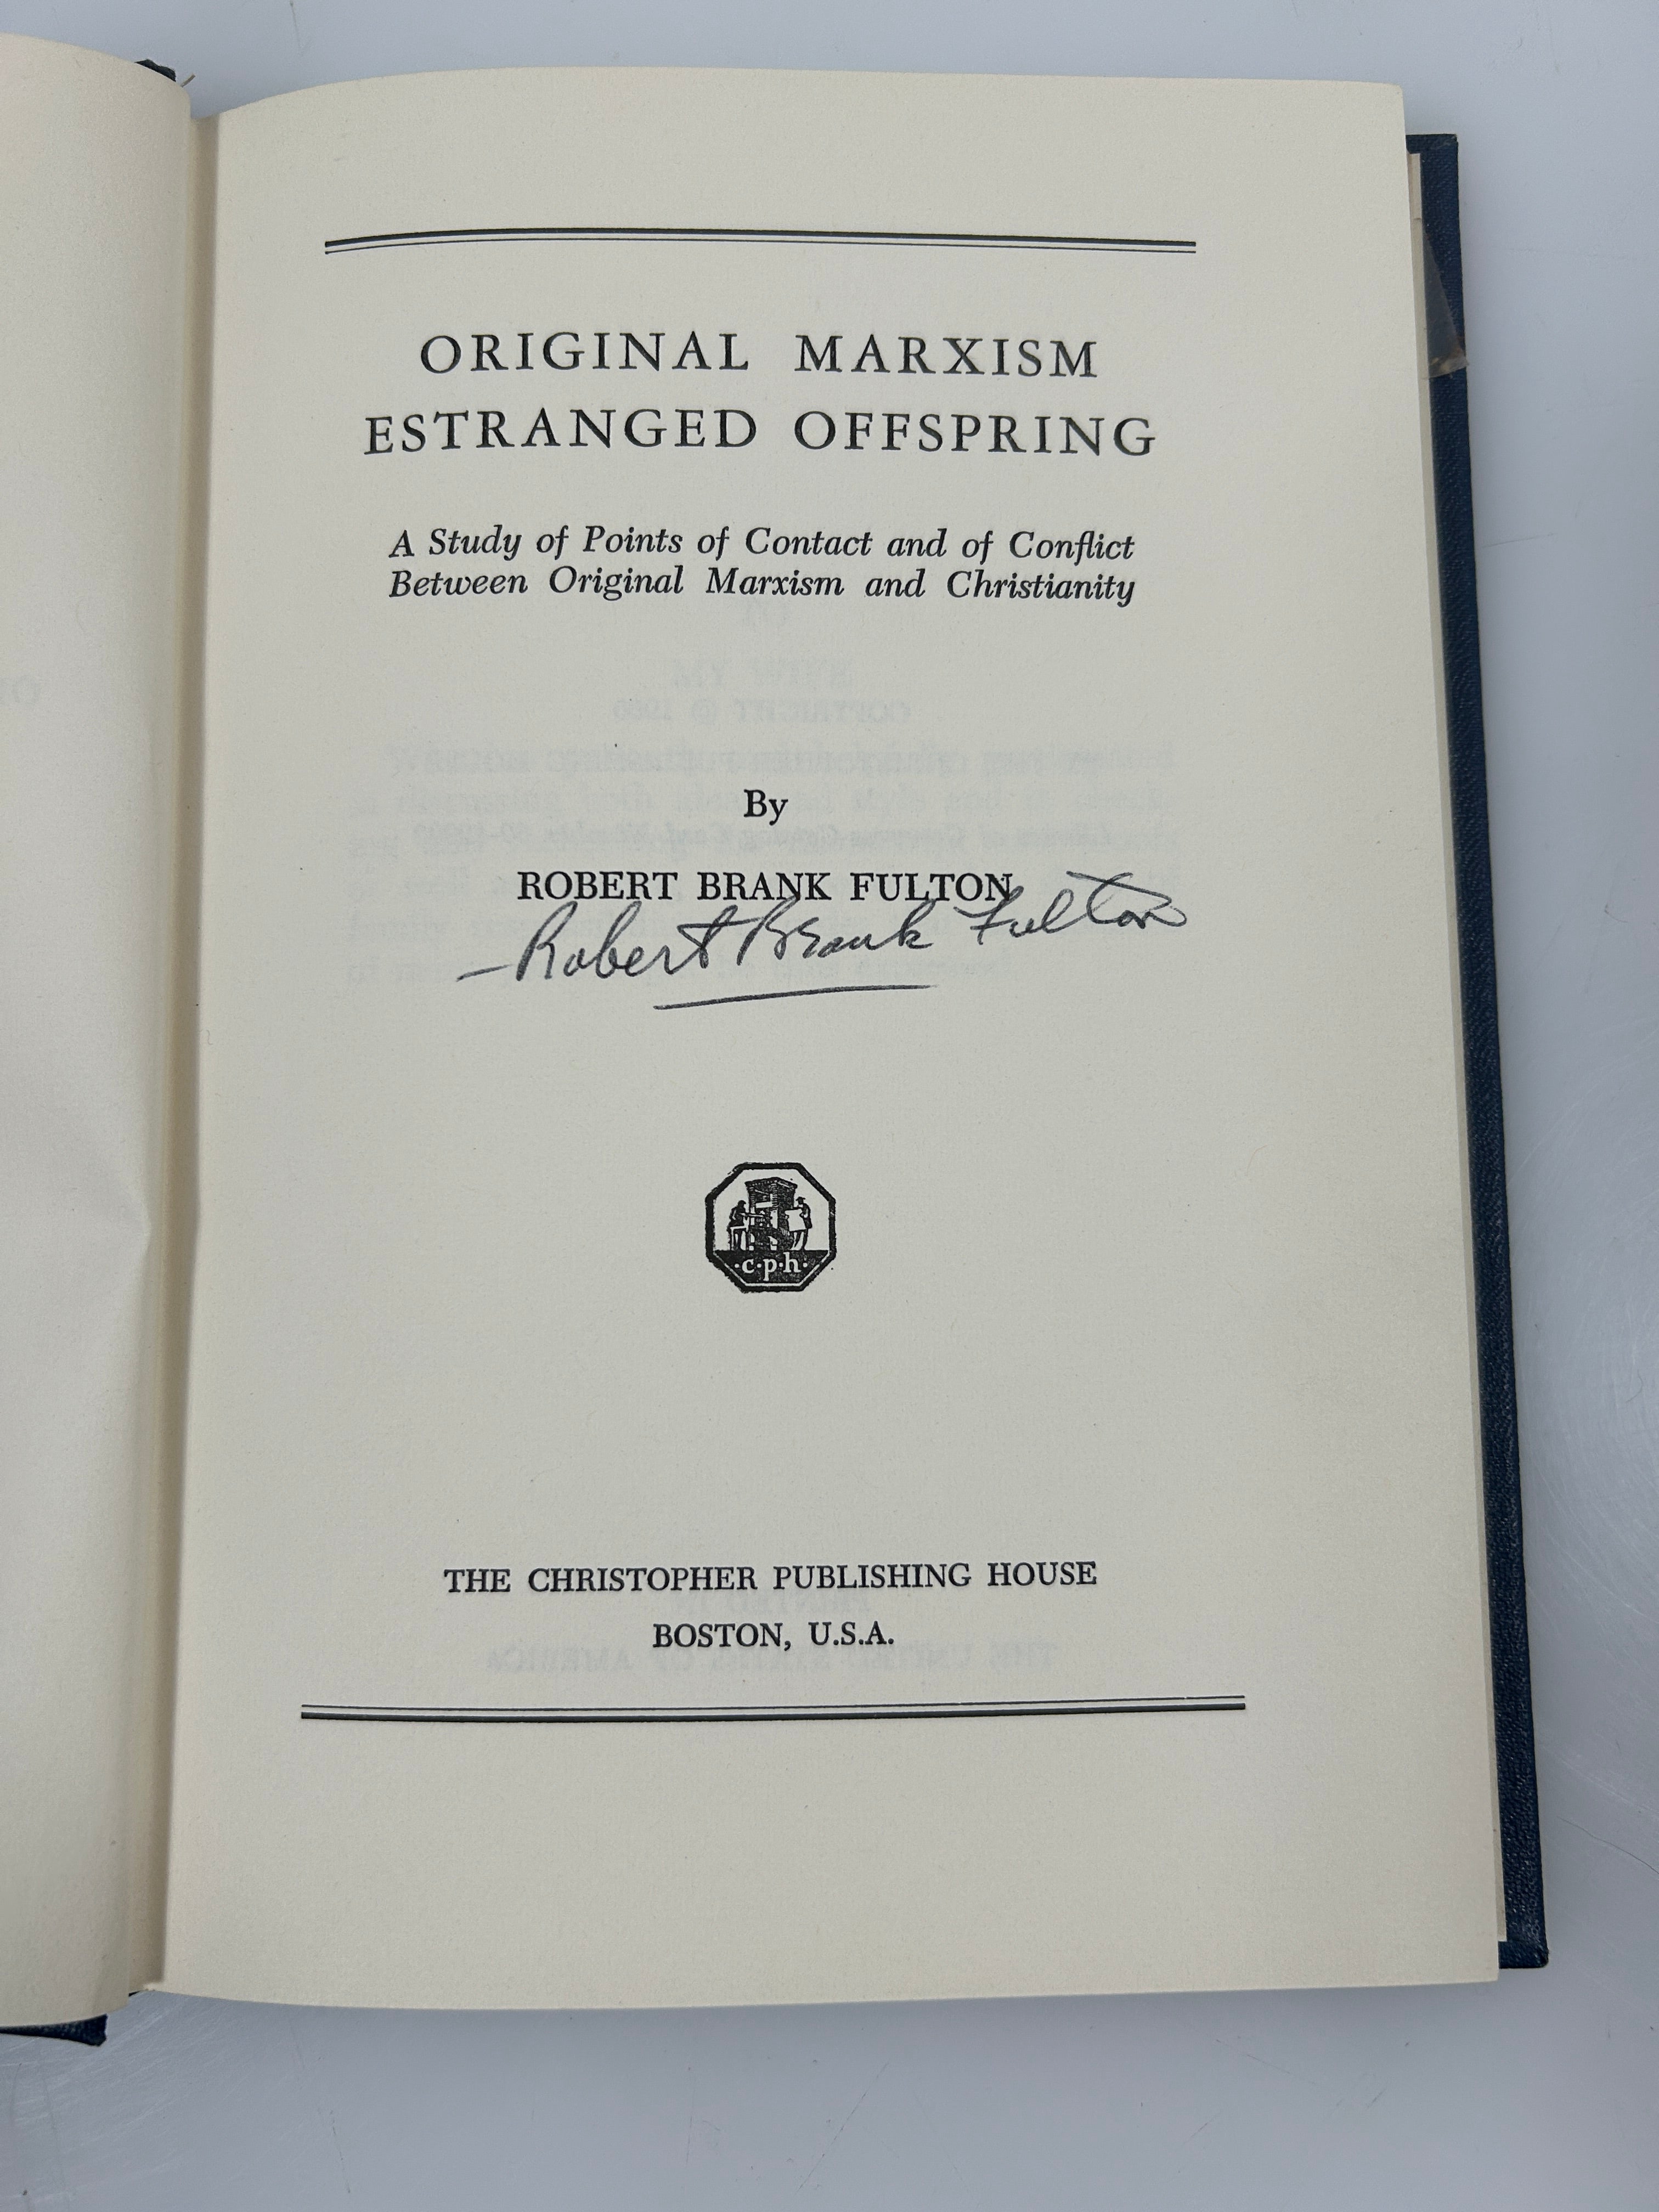 ORIGINAL MARXISM
ESTRANGED OFFSPRING
A Study of Points of Contact and of Conflict
Between Original Marxism and Christianity
By
ROBERT BRANK FULTON
Robert Brank Fulton
·c·p·h·
THE CHRISTOPHER PUBLISHING HOUSE
BOSTON, U.S.A.